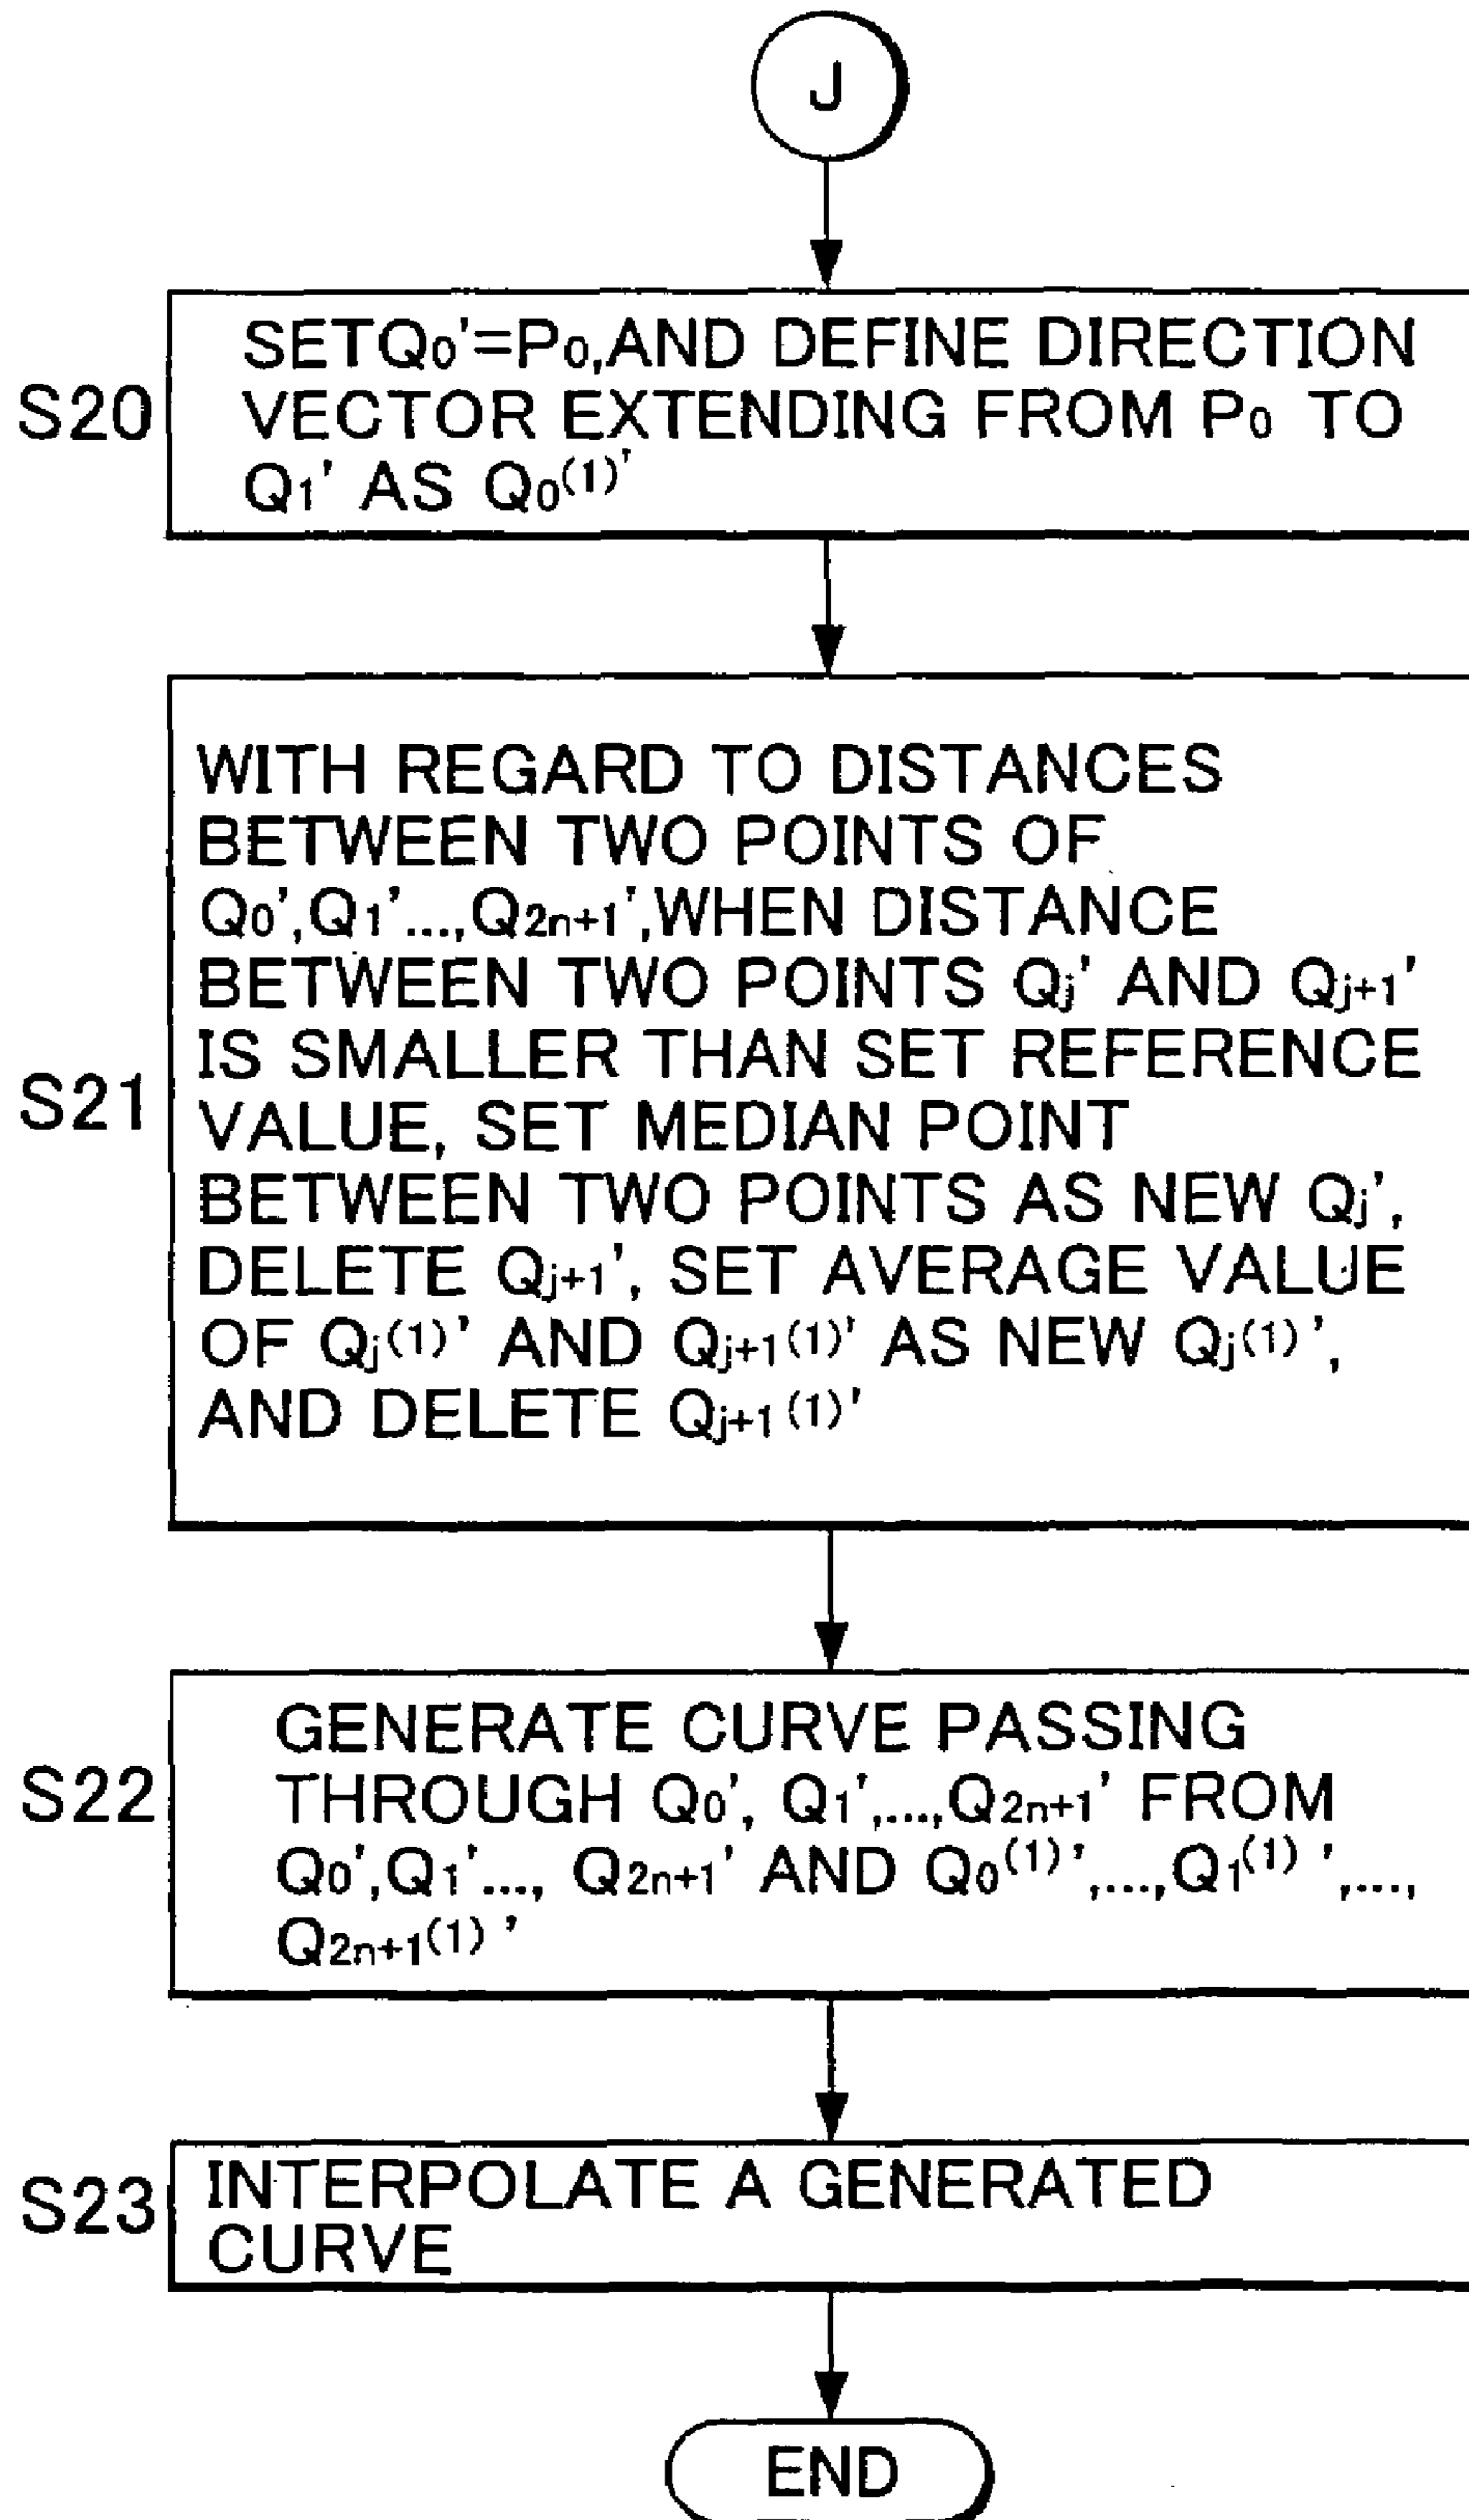 J
S20
SETQ₀'=P₀,AND DEFINE DIRECTION
VECTOR EXTENDING FROM P₀ TO
Q₁' AS Q₀⁽¹⁾'
S21
WITH REGARD TO DISTANCES
BETWEEN TWO POINTS OF
Q₀',Q₁'...,Q₂ₙ₊₁',WHEN DISTANCE
BETWEEN TWO POINTS Qⱼ' AND Qⱼ₊₁'
IS SMALLER THAN SET REFERENCE
VALUE, SET MEDIAN POINT
BETWEEN TWO POINTS AS NEW Qⱼ',
DELETE Qⱼ₊₁', SET AVERAGE VALUE
OF Qⱼ⁽¹⁾' AND Qⱼ₊₁⁽¹⁾' AS NEW Qⱼ⁽¹⁾',
AND DELETE Qⱼ₊₁⁽¹⁾'
S22
GENERATE CURVE PASSING
THROUGH Q₀', Q₁',...,Q₂ₙ₊₁' FROM
Q₀',Q₁'..., Q₂ₙ₊₁' AND Q₀⁽¹⁾',...,Q₁⁽¹⁾',...,
Q₂ₙ₊₁⁽¹⁾'
S23
INTERPOLATE A GENERATED
CURVE
END